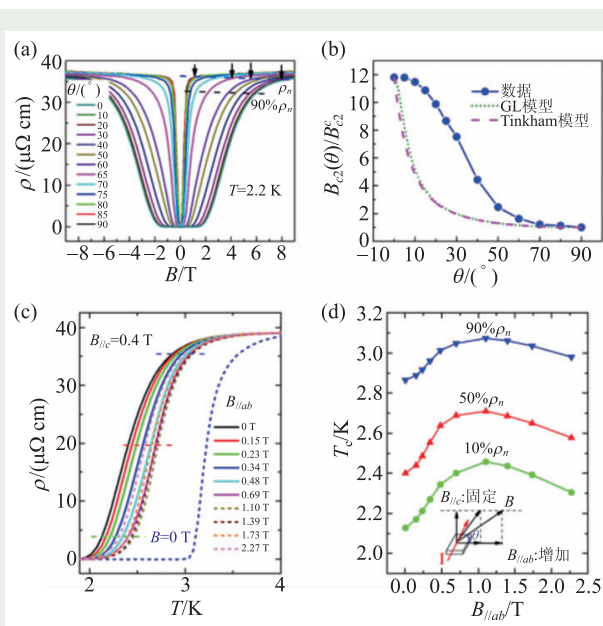 (a)
40
30
20
10
0
ρ/(μΩ cm)
θ/(°)
0
10
20
30
40
50
60
65
70
75
80
85
90
ρn
90%ρn
T=2.2 K
−8 −6 −4 −2 0 2 4 6 8
B/T
(b)
12
10
8
6
4
2
0
Bc2(θ)/Bc2^c
数据
GL模型
Tinkham模型
−10 10 30 50 70 90
θ/(°)
(c)
40
30
20
10
0
ρ/(μΩ cm)
B//c=0.4 T
B//ab
0 T
0.15 T
0.23 T
0.34 T
0.48 T
0.69 T
1.10 T
1.39 T
1.73 T
2.27 T
B=0 T
2 3 4
T/K
(d)
3.2
3.0
2.8
2.6
2.4
2.2
2.0
Tc/K
90%ρn
50%ρn
10%ρn
B//c:固定
B
θ
I
B//ab:增加
0.0 0.5 1.0 1.5 2.0 2.5
B//ab/T